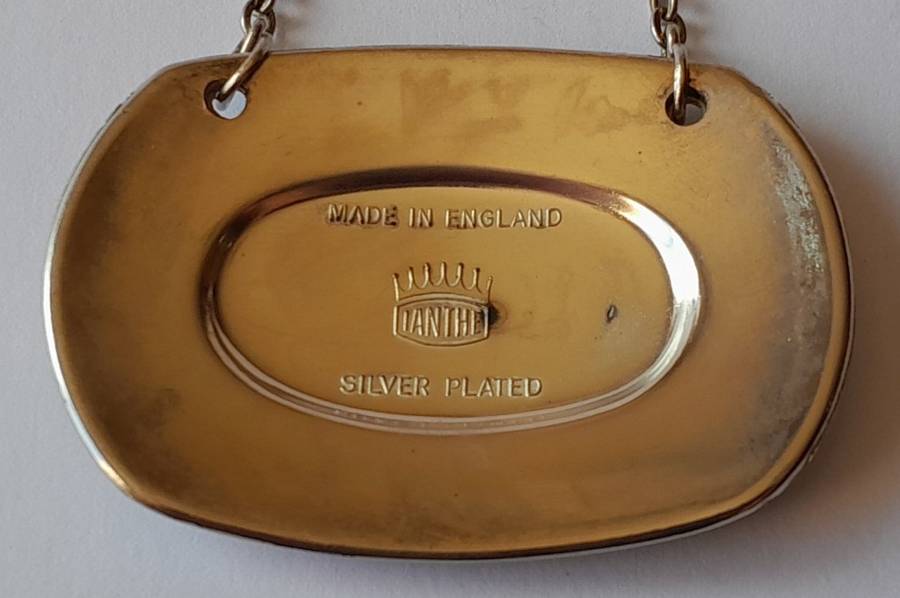 MADE IN ENGLAND
IANTHE
SILVER PLATED